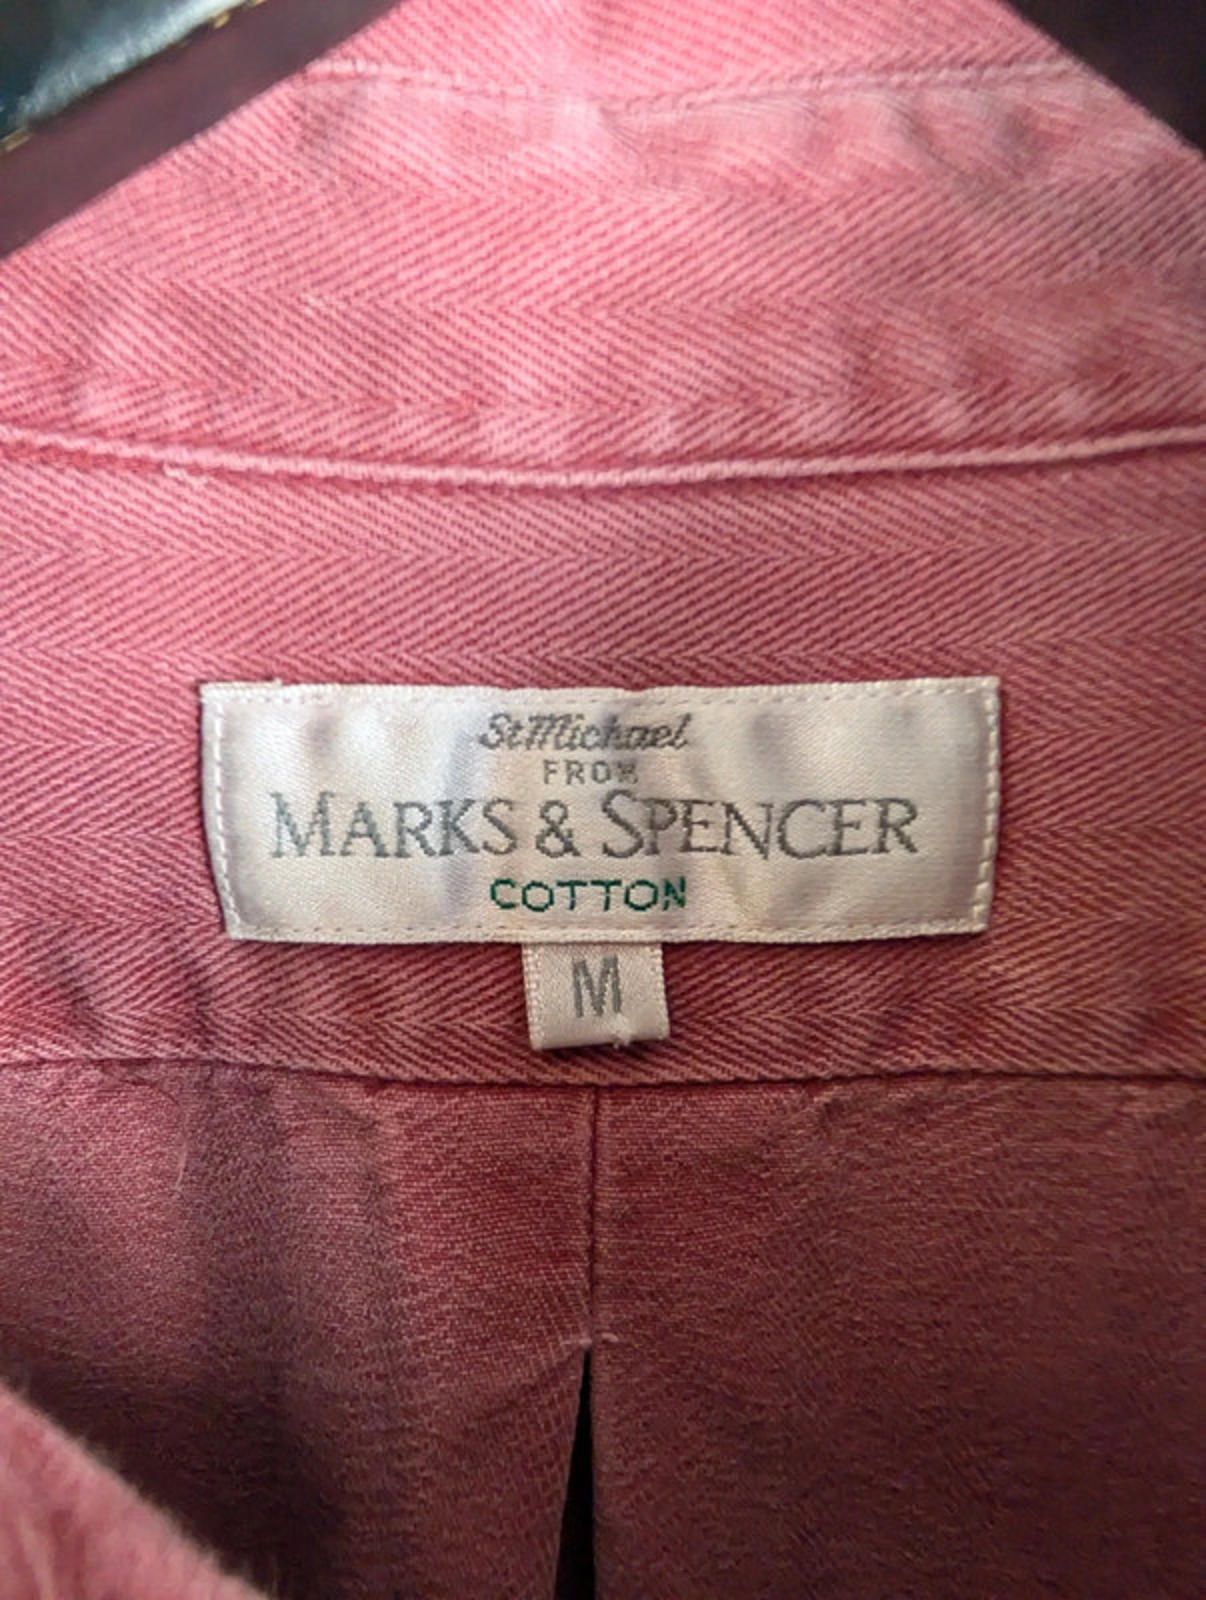 St Michael
FROM
MARKS & SPENCER
COTTON
M